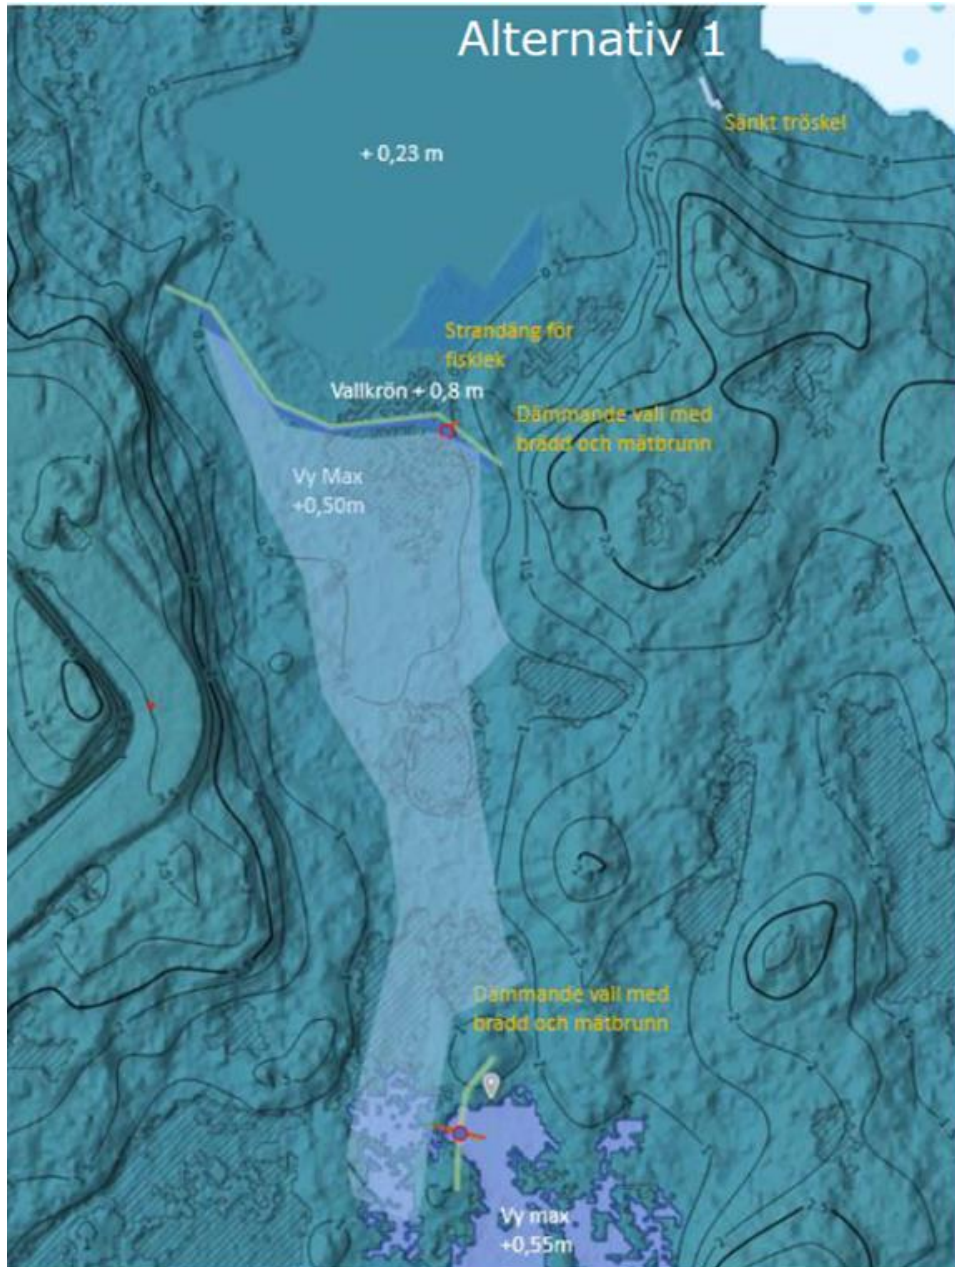 Alternativ 1
Sänkt tröskel
+ 0,23 m
Strandäng för
fisklek
Vallkrön + 0,8 m
Dämmande vall med
brädd och mätbrunn
Vy Max
+0,50m
Dämmande vall med
brädd och mätbrunn
Vy max
+0,55m